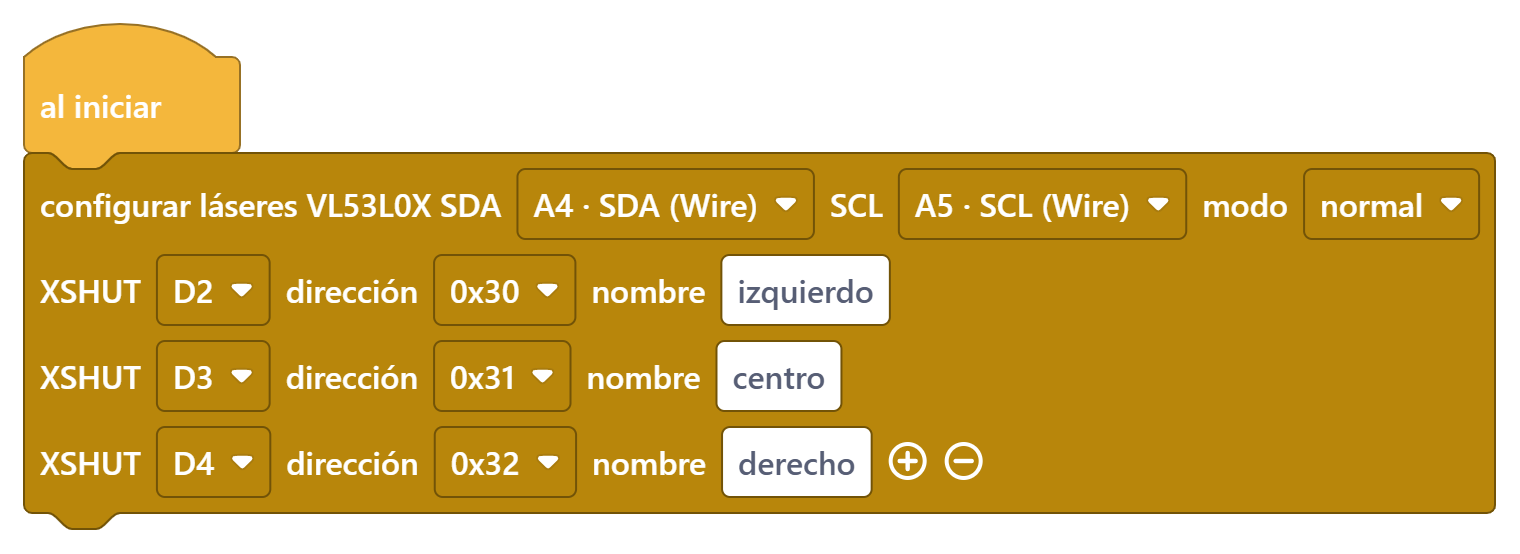 al iniciar
configurar láseres VL53L0X SDA A4 · SDA (Wire) SCL A5 · SCL (Wire) modo normal
XSHUT D2 dirección 0x30 nombre izquierdo
XSHUT D3 dirección 0x31 nombre centro
XSHUT D4 dirección 0x32 nombre derecho